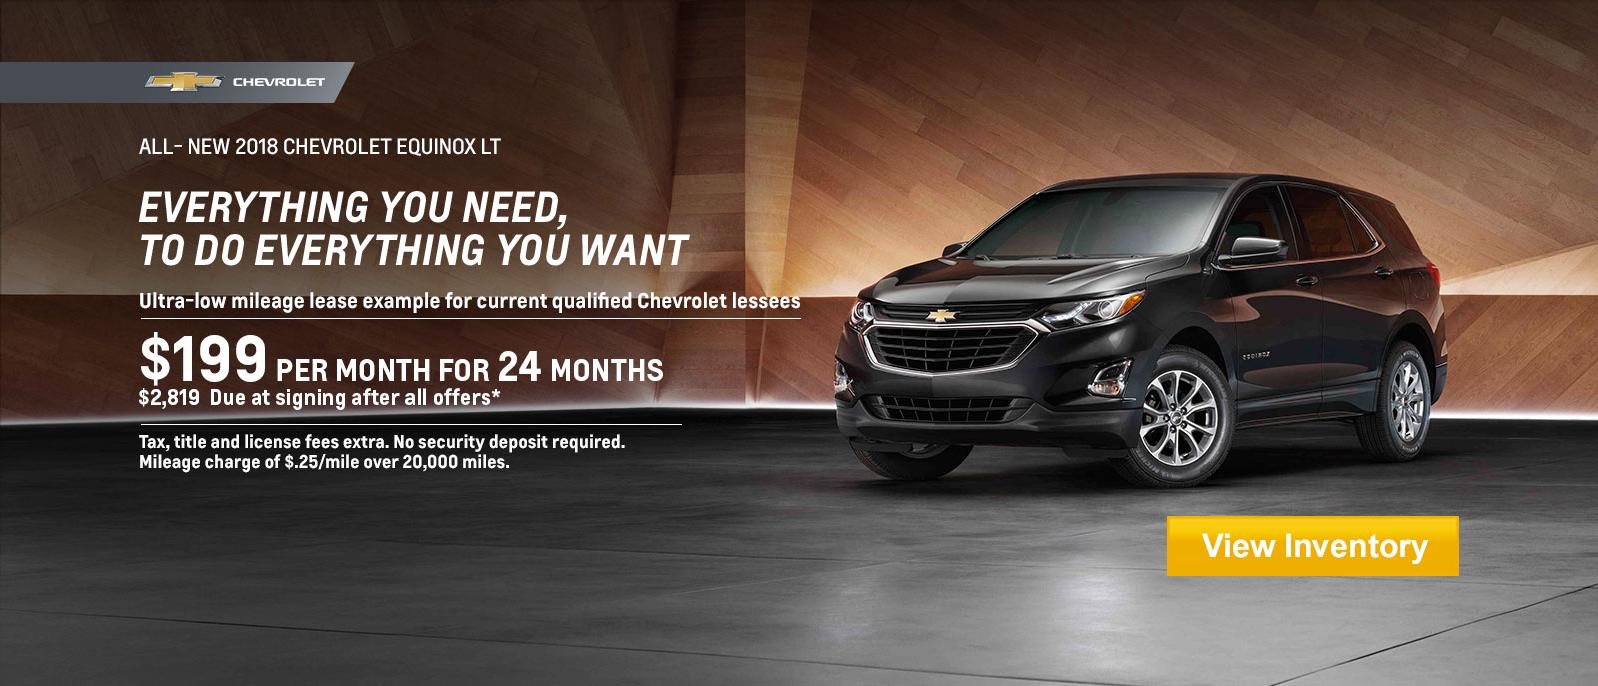 CHEVROLET
ALL- NEW 2018 CHEVROLET EQUINOX LT
EVERYTHING YOU NEED,
TO DO EVERYTHING YOU WANT
Ultra-low mileage lease example for current qualified Chevrolet lessees
$199 PER MONTH FOR 24 MONTHS
$2,819 Due at signing after all offers*
Tax, title and license fees extra. No security deposit required.
Mileage charge of $.25/mile over 20,000 miles.
EQUINOX
View Inventory